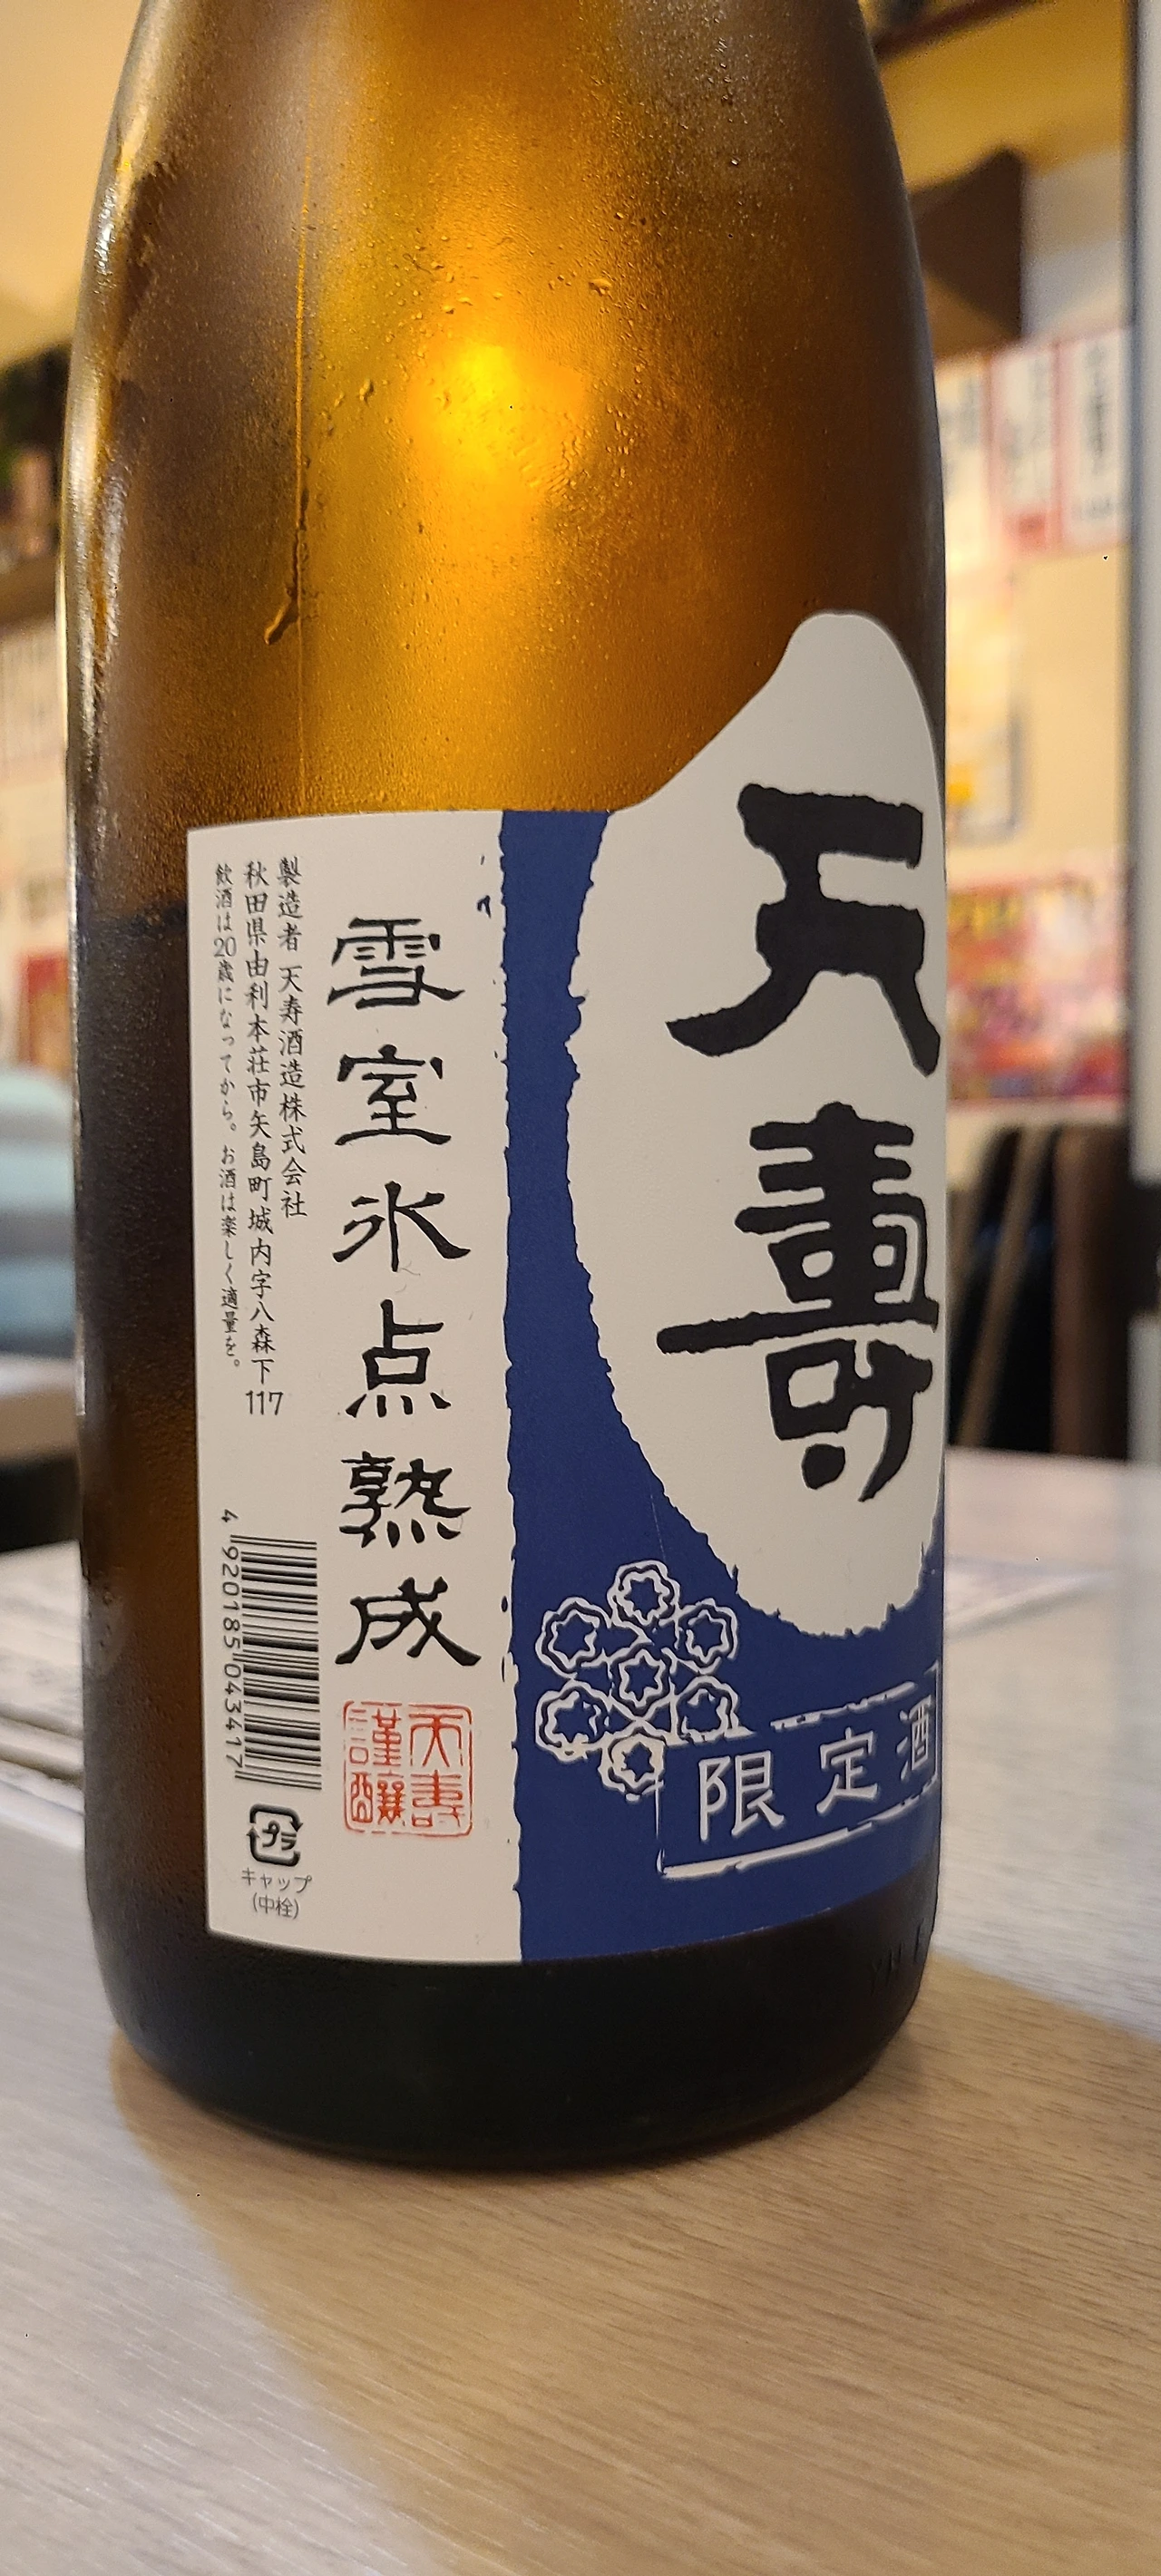 天壽
限定酒
雪室氷点熟成
天壽
謹醸
製造者 天寿酒造株式会社
秋田県由利本荘市矢島町城内字八森下117
飲酒は20歳になってから。お酒は楽しく適量を。
4920185043417
プラ
キャップ
(中栓)